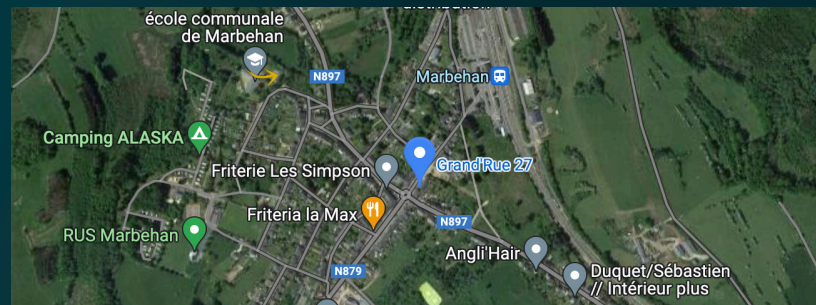 distribution
école communale
de Marbehan
N897
Marbehan
Camping ALASKA
Friterie Les Simpson
Grand'Rue 27
Friteria la Max
N897
RUS Marbehan
Angli'Hair
N879
Duquet/Sébastien
// Intérieur plus